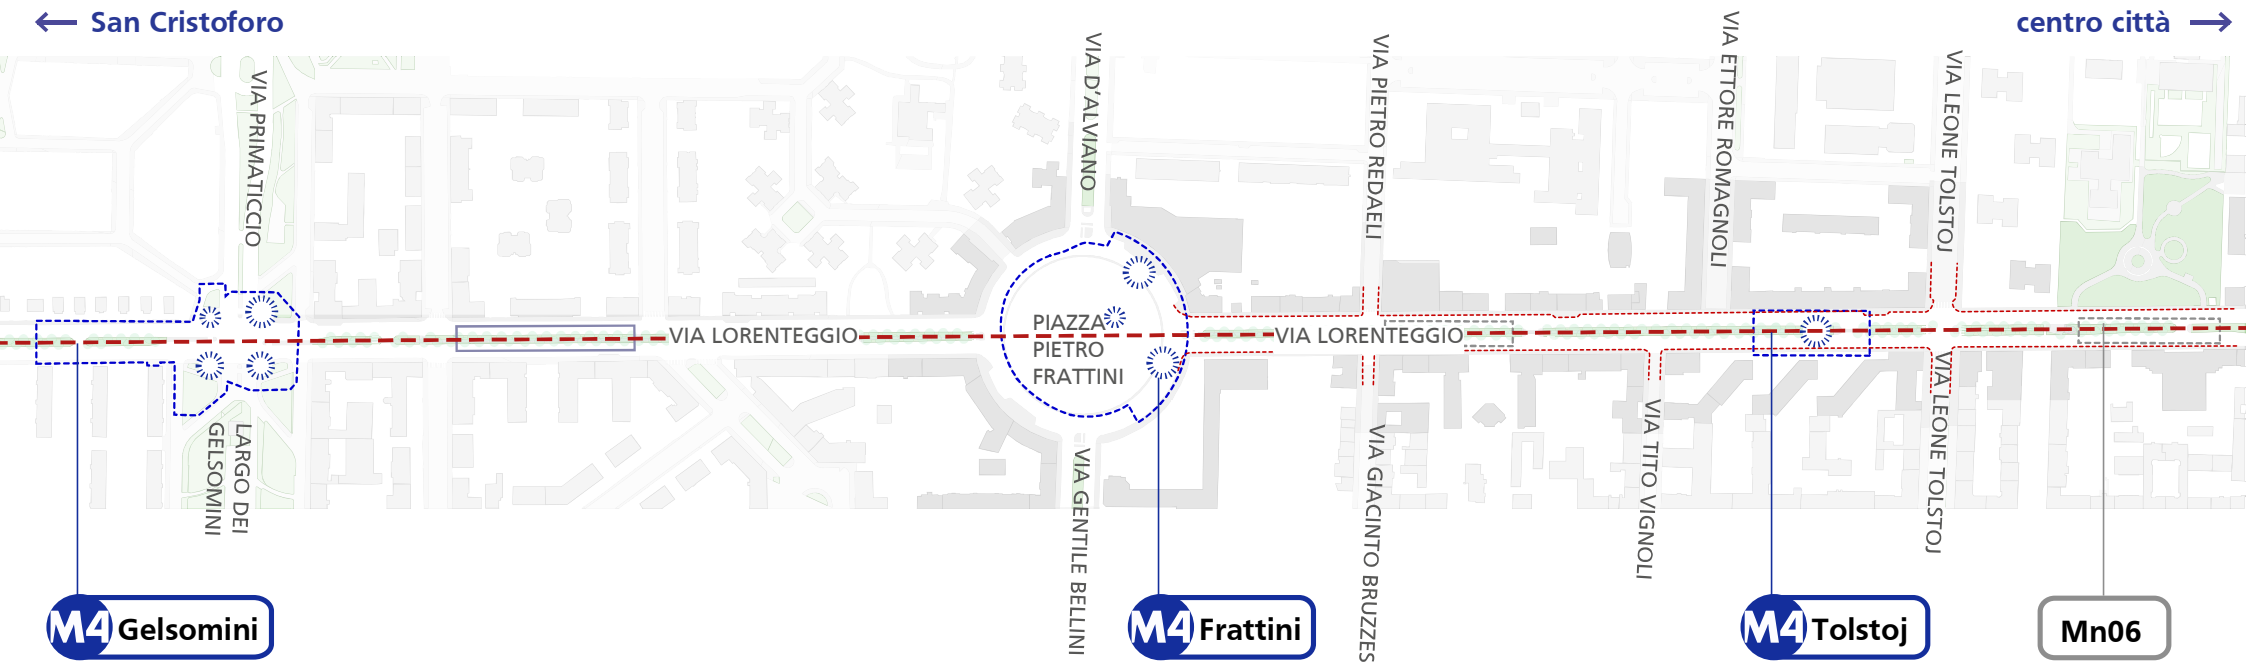 San Cristoforo
centro città
VIA PRIMATICCIO
VIA D'ALVIANO
VIA PIETRO REDAELI
VIA ETTORE ROMAGNOLI
VIA LEONE TOLSTOJ
VIA LORENTEGGIO
PIAZZA
PIETRO
FRATTINI
VIA LORENTEGGIO
LARGO DEI
GELSOMINI
VIA GENTILE BELLINI
VIA GIACINTO BRUZZES
VIA TITO VIGNOLI
VIA LEONE TOLSTOJ
M4 Gelsomini
M4 Frattini
M4 Tolstoj
Mn06